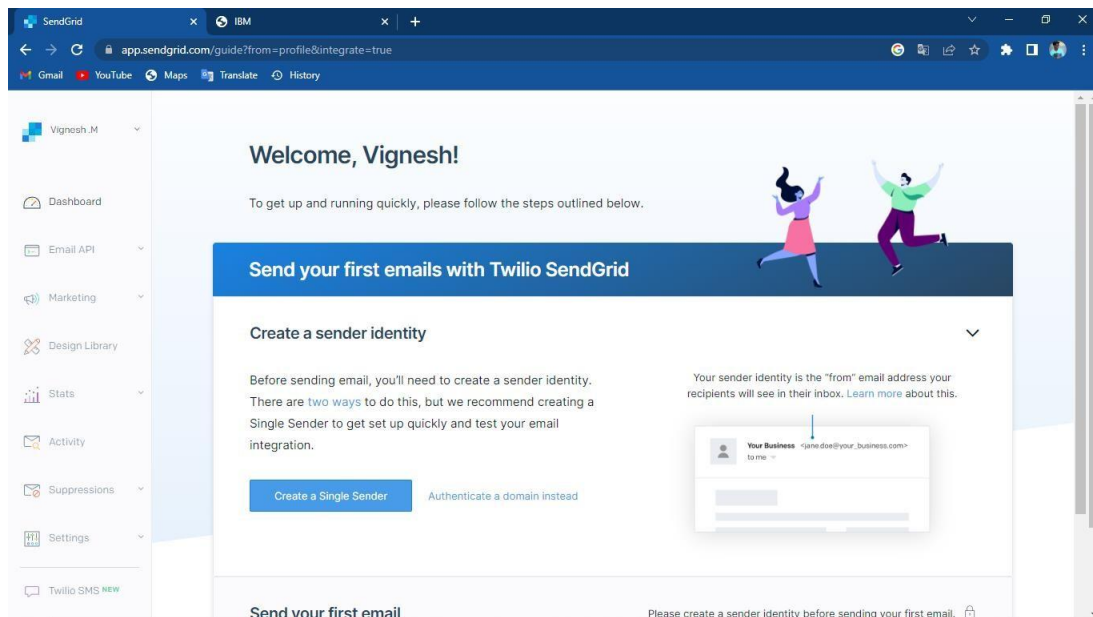 SendGrid
IBM
app.sendgrid.com/guide?from=profile&integrate=true
Gmail YouTube Maps Translate History
Vignesh .M
Dashboard
Email API
Marketing
Design Library
Stats
Activity
Suppressions
Settings
Twilio SMS NEW
Welcome, Vignesh!
To get up and running quickly, please follow the steps outlined below.
Send your first emails with Twilio SendGrid
Create a sender identity
Before sending email, you'll need to create a sender identity.
There are two ways to do this, but we recommend creating a
Single Sender to get set up quickly and test your email
integration.
Create a Single Sender
Authenticate a domain instead
Your sender identity is the "from" email address your
recipients will see in their inbox. Learn more about this.
Your Business <jane.doe@your_business.com>
to me
Send your first email
Please create a sender identity before sending your first email.